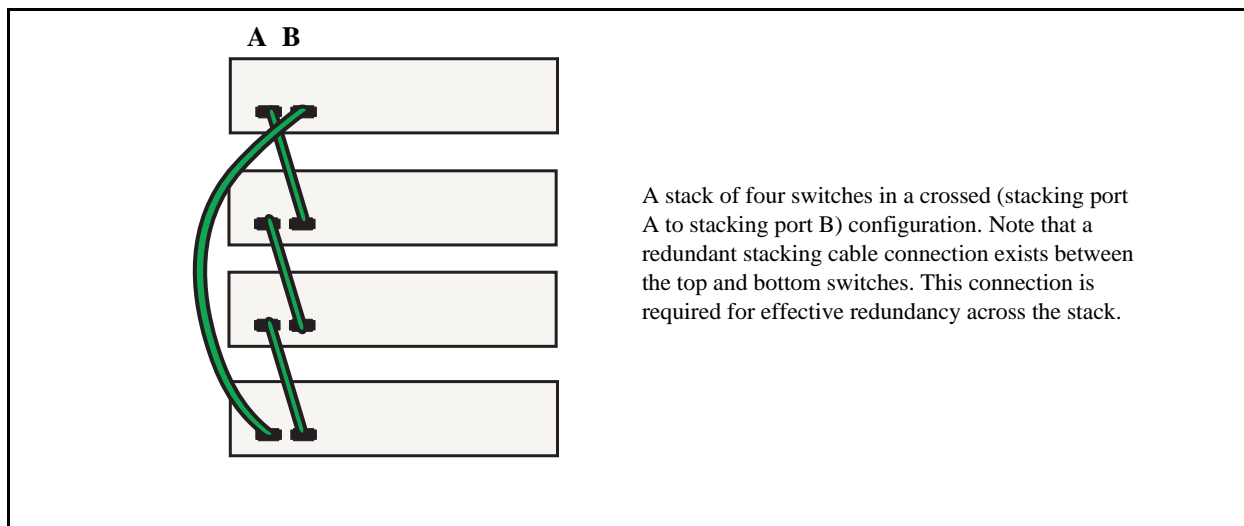 A B
A stack of four switches in a crossed (stacking port
A to stacking port B) configuration. Note that a
redundant stacking cable connection exists between
the top and bottom switches. This connection is
required for effective redundancy across the stack.